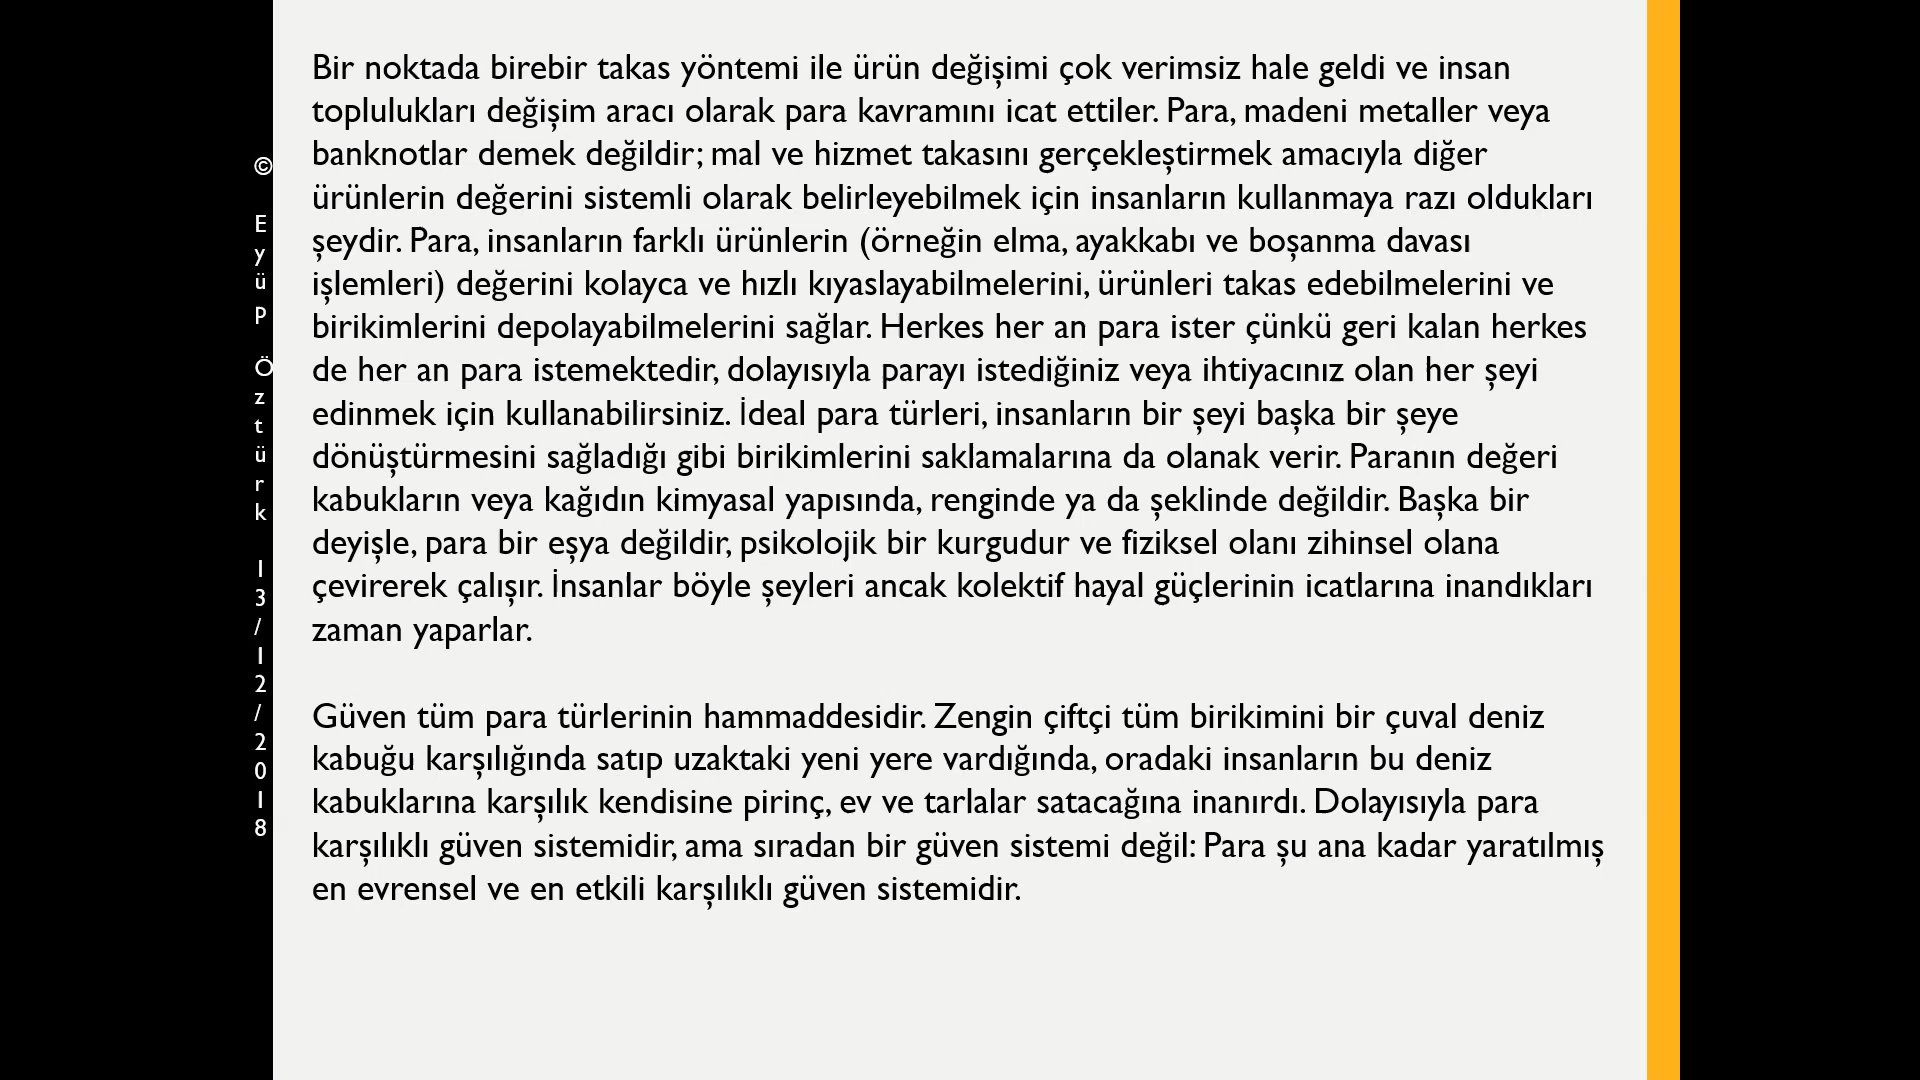 Bir noktada birebir takas yöntemi ile ürün değişimi çok verimsiz hale geldi ve insan
toplulukları değişim aracı olarak para kavramını icat ettiler. Para, madeni metaller veya
banknotlar demek değildir; mal ve hizmet takasını gerçekleştirmek amacıyla diğer
ürünlerin değerini sistemli olarak belirleyebilmek için insanların kullanmaya razı oldukları
şeydir. Para, insanların farklı ürünlerin (örneğin elma, ayakkabı ve boşanma davası
işlemleri) değerini kolayca ve hızlı kıyaslayabilmelerini, ürünleri takas edebilmelerini ve
birikimlerini depolayabilmelerini sağlar. Herkes her an para ister çünkü geri kalan herkes
de her an para istemektedir, dolayısıyla parayı istediğiniz veya ihtiyacınız olan her şeyi
edinmek için kullanabilirsiniz. İdeal para türleri, insanların bir şeyi başka bir şeye
dönüştürmesini sağladığı gibi birikimlerini saklamalarına da olanak verir. Paranın değeri
kabukların veya kağıdın kimyasal yapısında, renginde ya da şeklinde değildir. Başka bir
deyişle, para bir eşya değildir, psikolojik bir kurgudur ve fiziksel olanı zihinsel olana
çevirerek çalışır. İnsanlar böyle şeyleri ancak kolektif hayal güçlerinin icatlarına inandıkları
zaman yaparlar.
Güven tüm para türlerinin hammaddesidir. Zengin çiftçi tüm birikimini bir çuval deniz
kabuğu karşılığında satıp uzaktaki yeni yere vardığında, oradaki insanların bu deniz
kabuklarına karşılık kendisine pirinç, ev ve tarlalar satacağına inanırdı. Dolayısıyla para
karşılıklı güven sistemidir, ama sıradan bir güven sistemi değil: Para şu ana kadar yaratılmış
en evrensel ve en etkili karşılıklı güven sistemidir.
© Eyüp Öztürk 13/12/2018